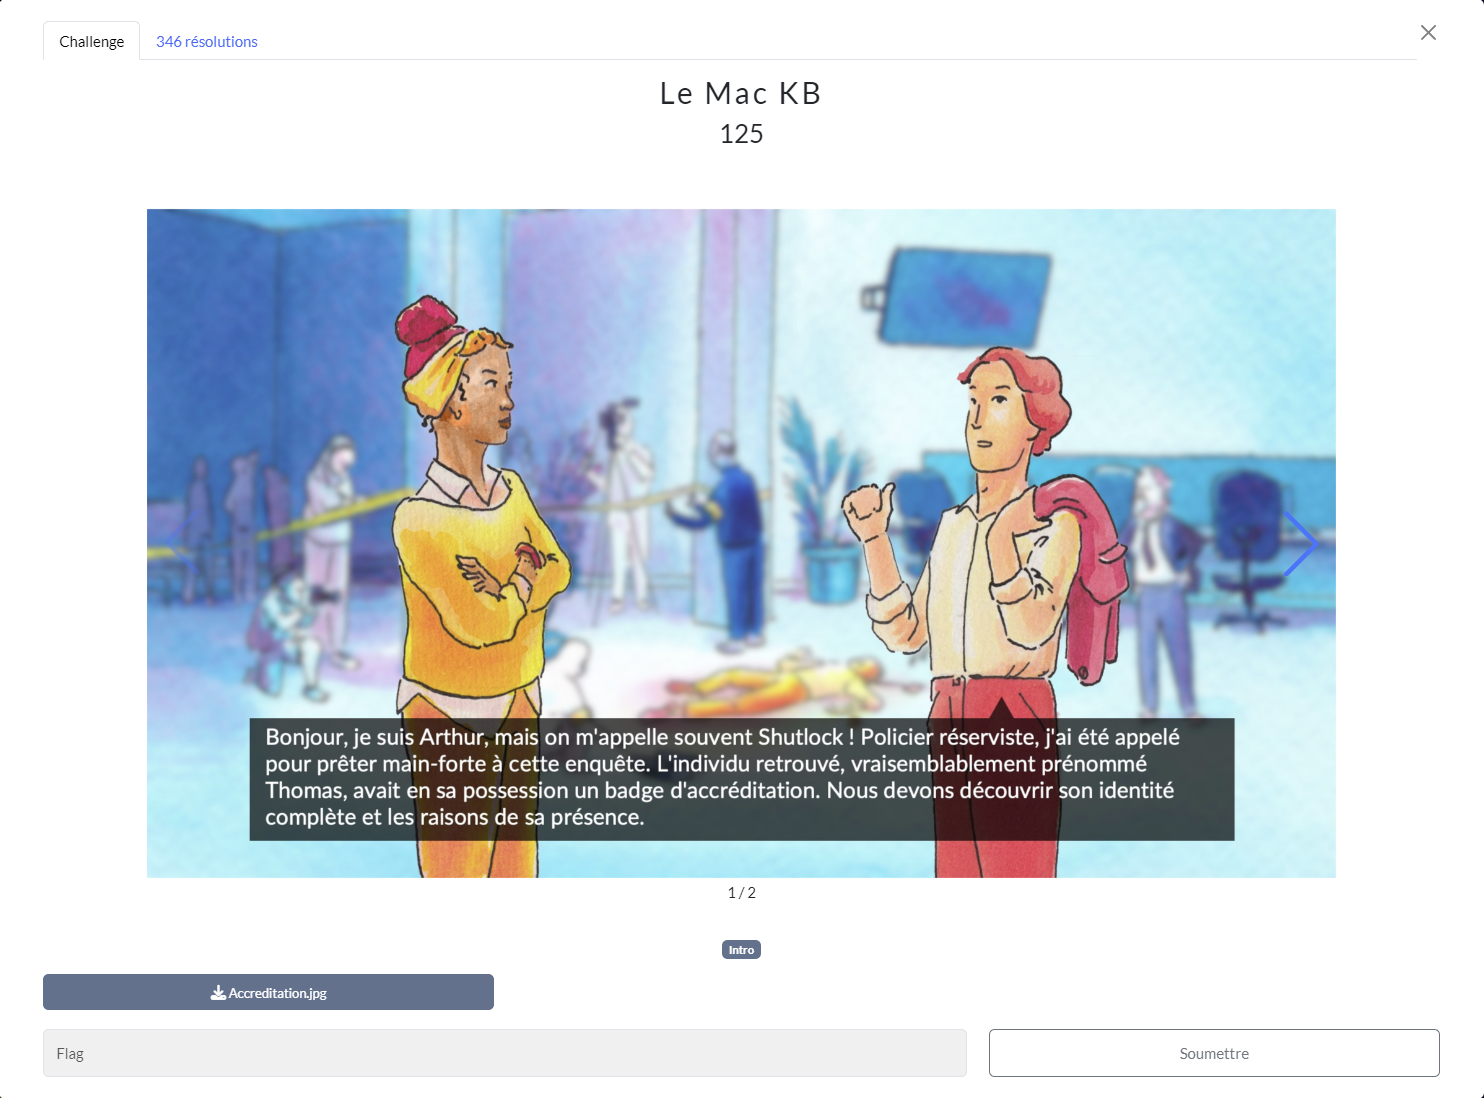 Challenge
346 résolutions
Le Mac KB
125
Bonjour, je suis Arthur, mais on m'appelle souvent Shutlock ! Policier réserviste, j'ai été appelé
pour prêter main-forte à cette enquête. L'individu retrouvé, vraisemblablement prénommé
Thomas, avait en sa possession un badge d'accréditation. Nous devons découvrir son identité
complète et les raisons de sa présence.
1 / 2
Intro
Accreditation.jpg
Flag
Soumettre